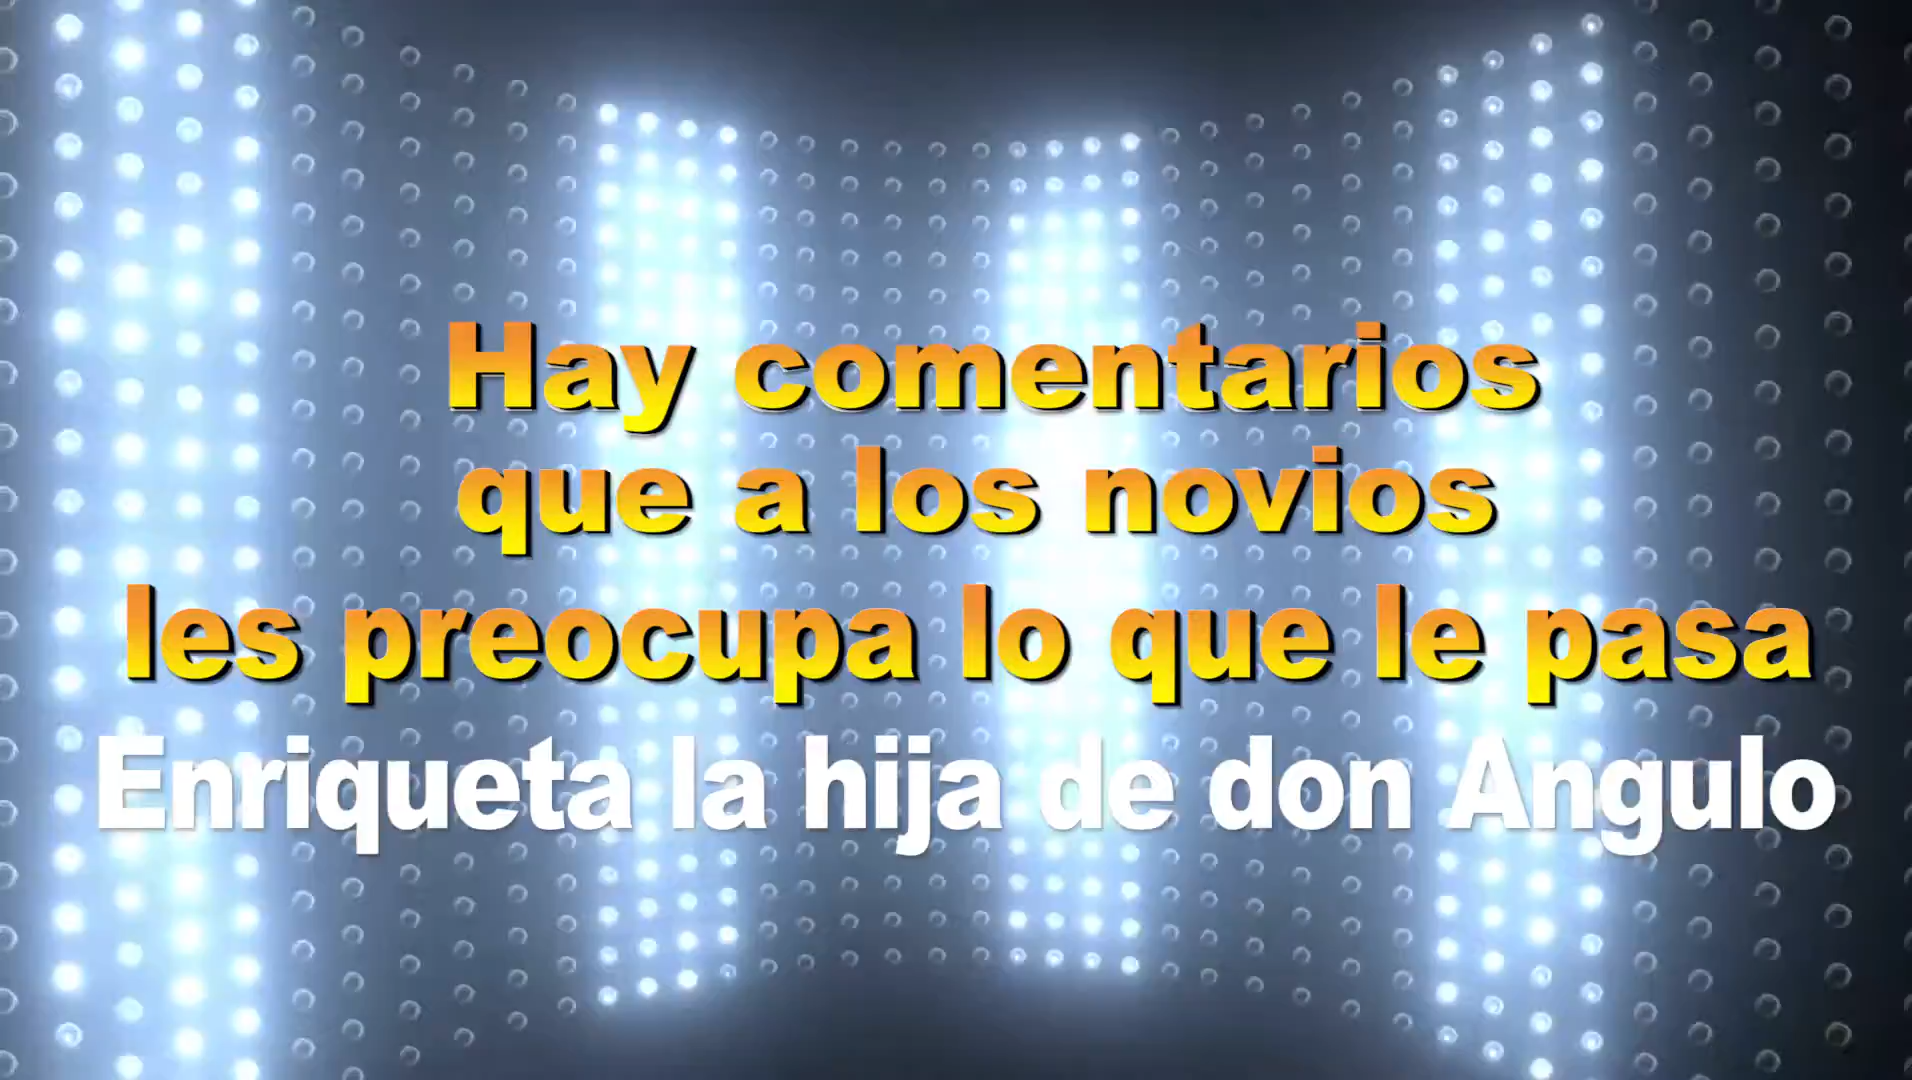 Hay comentarios
que a los novios
les preocupa lo que le pasa
Enriqueta la hija de don Angulo